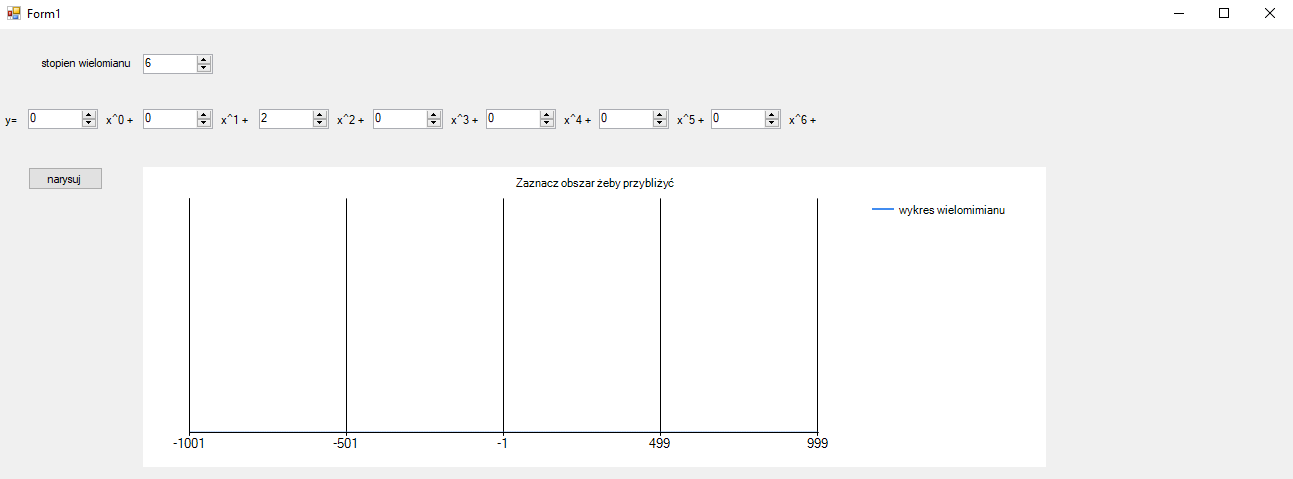 Form1
stopien wielomianu 6
y= 0 x^0 + 0 x^1 + 2 x^2 + 0 x^3 + 0 x^4 + 0 x^5 + 0 x^6 +
narysuj
Zaznacz obszar żeby przybliżyć
wykres wielomimianu
-1001 -501 -1 499 999